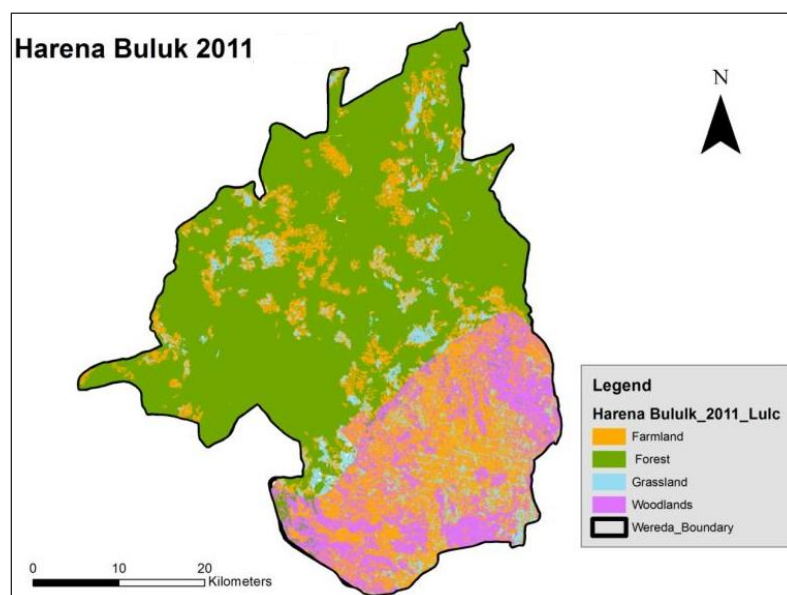 Harena Buluk 2011
N
Legend
Harena Bululk_2011_Lulc
Farmland
Forest
Grassland
Woodlands
Wereda_Boundary
0 10 20
Kilometers